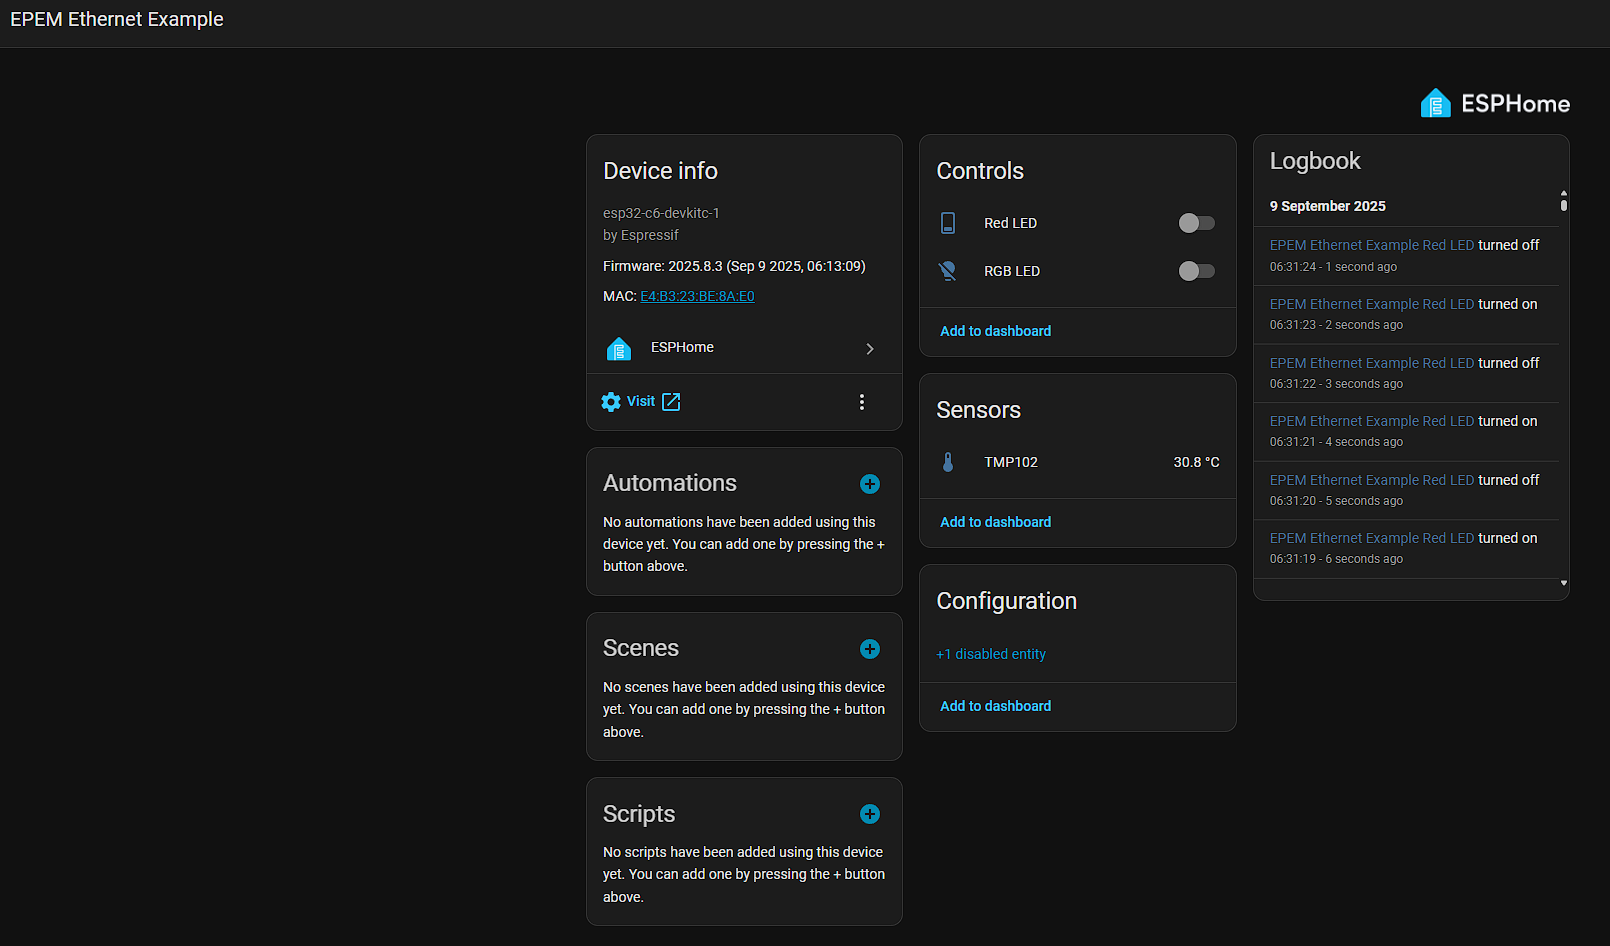 EPEM Ethernet Example
ESPHome
Device info
esp32-c6-devkitc-1
by Espressif
Firmware: 2025.8.3 (Sep 9 2025, 06:13:09)
MAC: E4:B3:23:BE:8A:E0
ESPHome
Visit
Automations
No automations have been added using this
device yet. You can add one by pressing the +
button above.
Scenes
No scenes have been added using this device
yet. You can add one by pressing the + button
above.
Scripts
No scripts have been added using this device
yet. You can add one by pressing the + button
above.
Controls
Red LED
RGB LED
Add to dashboard
Sensors
TMP102 30.8 °C
Add to dashboard
Configuration
+1 disabled entity
Add to dashboard
Logbook
9 September 2025
EPEM Ethernet Example Red LED turned off
06:31:24 - 1 second ago
EPEM Ethernet Example Red LED turned on
06:31:23 - 2 seconds ago
EPEM Ethernet Example Red LED turned off
06:31:22 - 3 seconds ago
EPEM Ethernet Example Red LED turned on
06:31:21 - 4 seconds ago
EPEM Ethernet Example Red LED turned off
06:31:20 - 5 seconds ago
EPEM Ethernet Example Red LED turned on
06:31:19 - 6 seconds ago